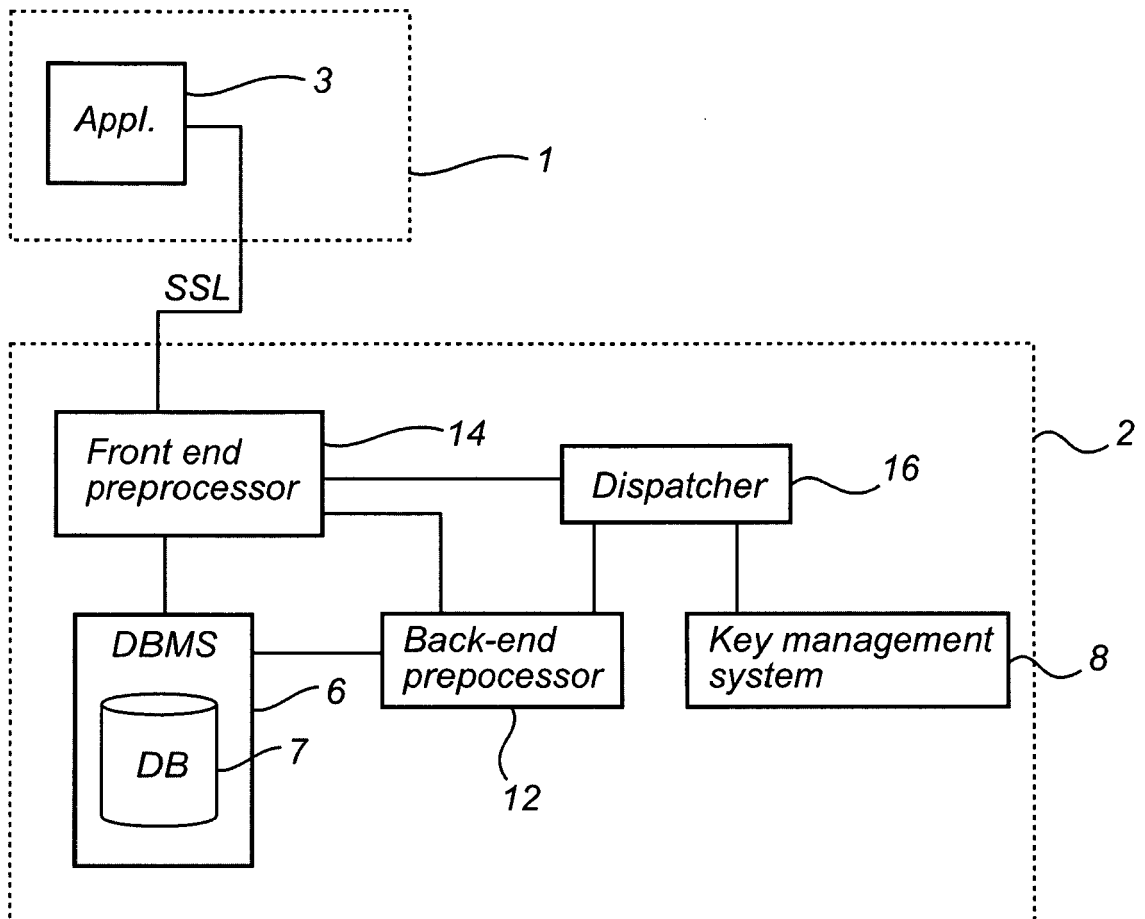 Appl.
3
1
SSL
Front end
preprocessor
14
Dispatcher
16
2
DBMS
6
DB
7
Back-end
prepocessor
12
Key management
system
8